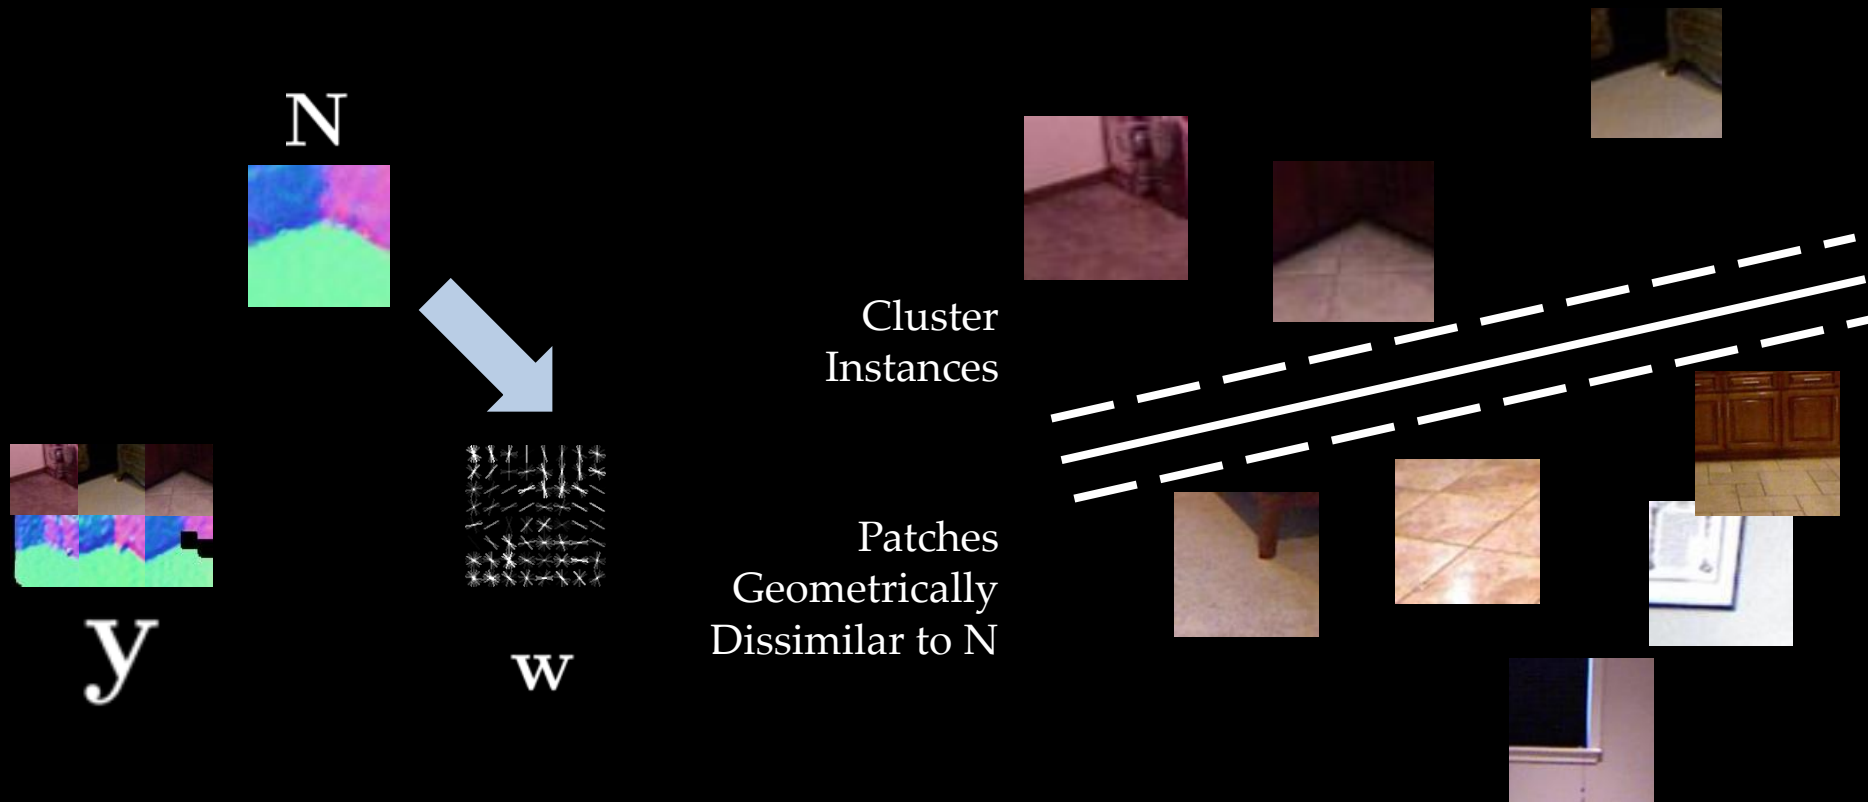 N
Cluster
Instances
Patches
Geometrically
Dissimilar to N
y
w